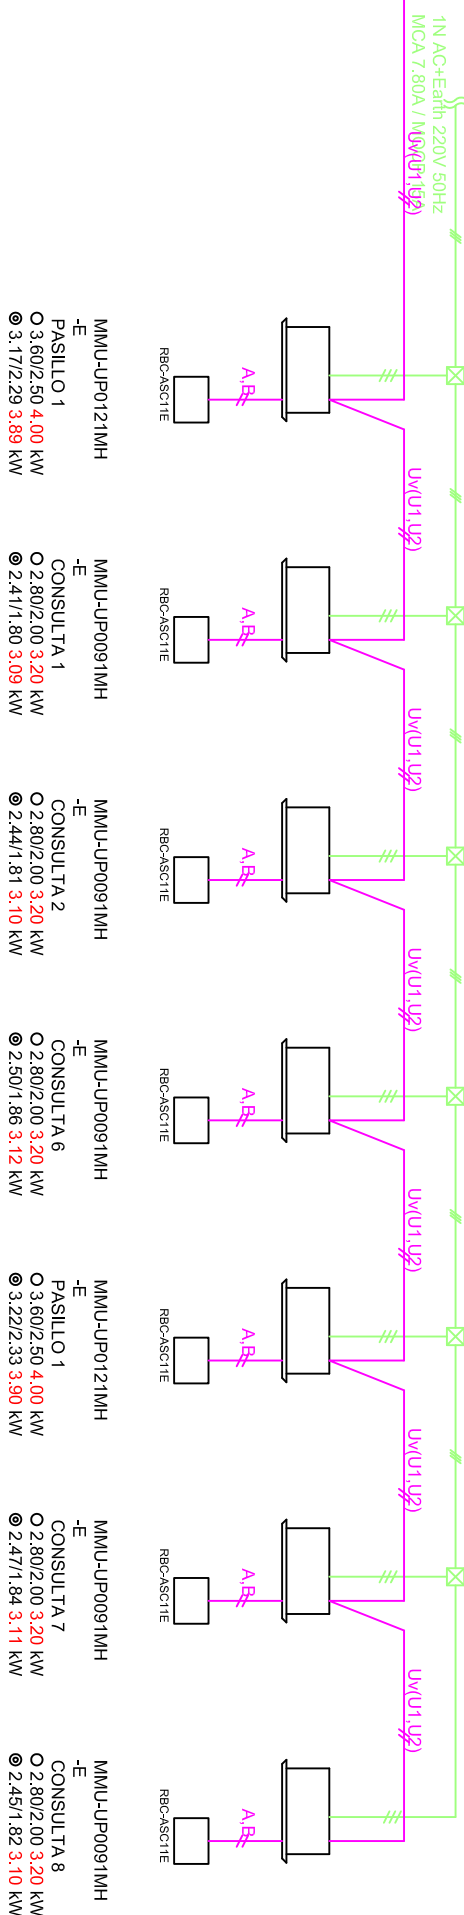 1N AC+Earth 220V 50Hz
MCA 7.80A /
Uv(U1,U2)
A,B
RBC-ASC11E
MMU-UP0121MH
-E
PASILLO 1
3.60/2.50 4.00 kW
3.17/2.29 3.89 kW
Uv(U1,U2)
A,B
RBC-ASC11E
MMU-UP0091MH
-E
CONSULTA 1
2.80/2.00 3.20 kW
2.41/1.80 3.09 kW
Uv(U1,U2)
A,B
RBC-ASC11E
MMU-UP0091MH
-E
CONSULTA 2
2.80/2.00 3.20 kW
2.44/1.81 3.10 kW
Uv(U1,U2)
A,B
RBC-ASC11E
MMU-UP0091MH
-E
CONSULTA 6
2.80/2.00 3.20 kW
2.50/1.86 3.12 kW
Uv(U1,U2)
A,B
RBC-ASC11E
MMU-UP0121MH
-E
PASILLO 1
3.60/2.50 4.00 kW
3.22/2.33 3.90 kW
Uv(U1,U2)
A,B
RBC-ASC11E
MMU-UP0091MH
-E
CONSULTA 7
2.80/2.00 3.20 kW
2.47/1.84 3.11 kW
Uv(U1,U2)
A,B
RBC-ASC11E
MMU-UP0091MH
-E
CONSULTA 8
2.80/2.00 3.20 kW
2.45/1.82 3.10 kW